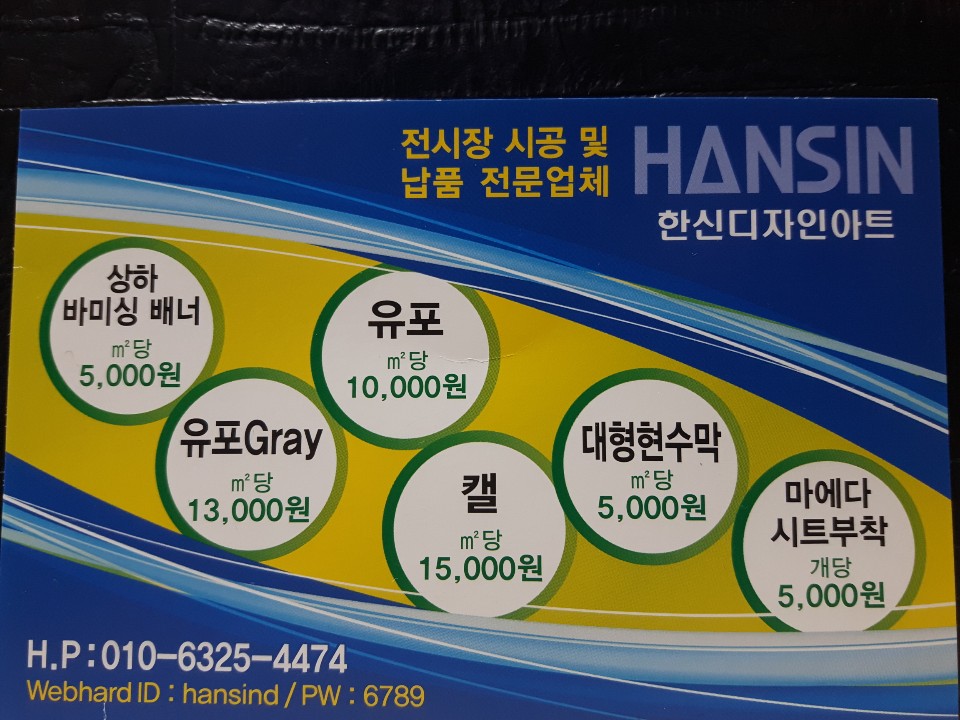 전시장 시공 및
납품 전문업체
HANSIN
한신디자인아트
상하
바미싱 배너
㎡당
5,000원
유포
㎡당
10,000원
유포Gray
㎡당
13,000원
캘
㎡당
15,000원
대형현수막
㎡당
5,000원
마에다
시트부착
개당
5,000원
H.P:010-6325-4474
Webhard ID : hansind / PW : 6789